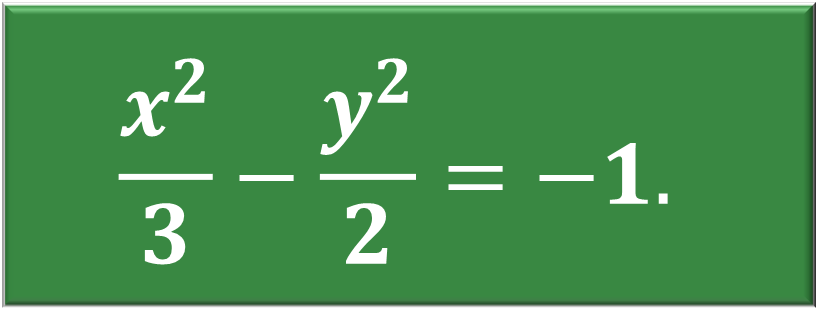 x²/3 − y²/2 = −1.